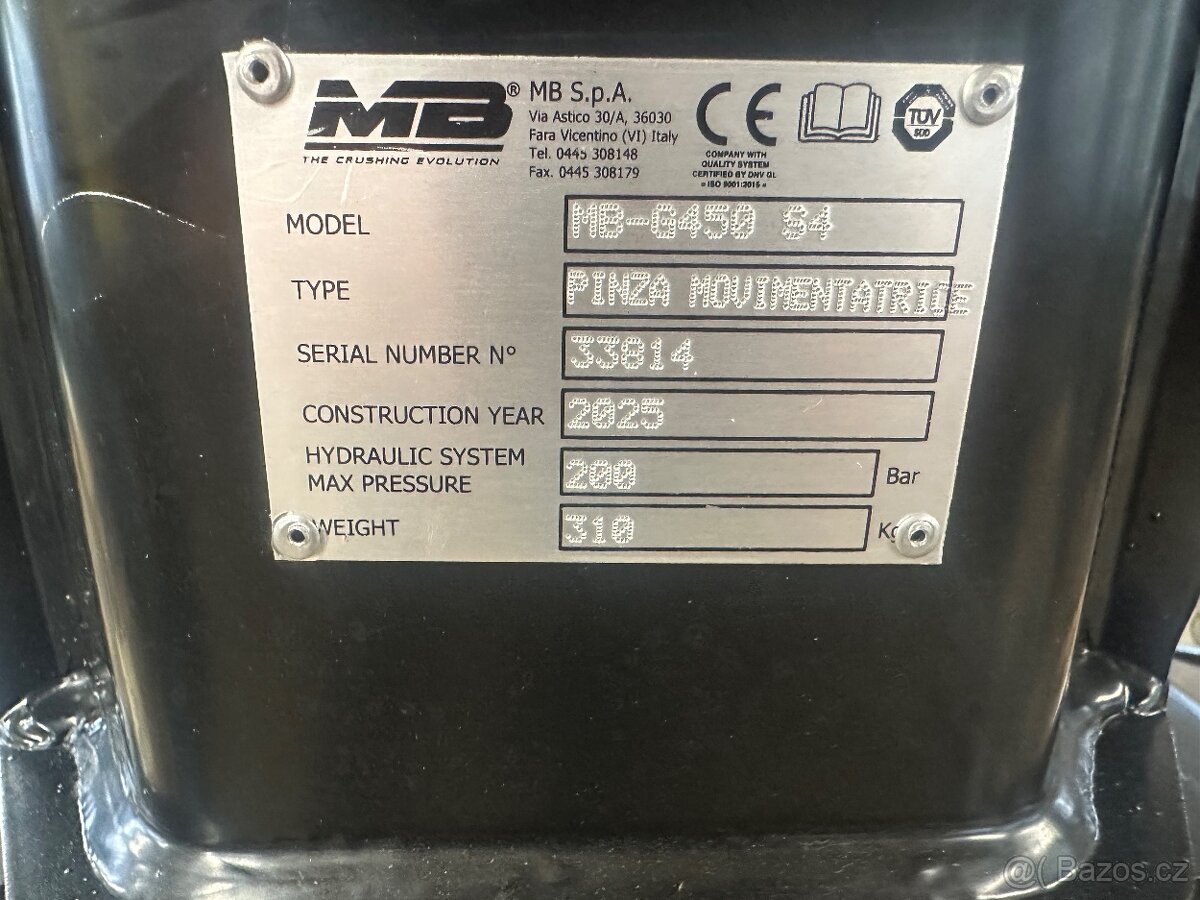 MB® MB S.p.A.
THE CRUSHING EVOLUTION
Via Astico 30/A, 36030
Fara Vicentino (VI) Italy
Tel. 0445 308148
Fax. 0445 308179
CE
COMPANY WITH
QUALITY SYSTEM
CERTIFIED BY DNV GL
= ISO 9001:2015 =
TÜV
SÜD
MODEL MB-G450 S4
TYPE PINZA MOVIMENTATRICE
SERIAL NUMBER N° 33814
CONSTRUCTION YEAR 2025
HYDRAULIC SYSTEM
MAX PRESSURE 200 Bar
WEIGHT 310 Kg
@( Bazos.cz